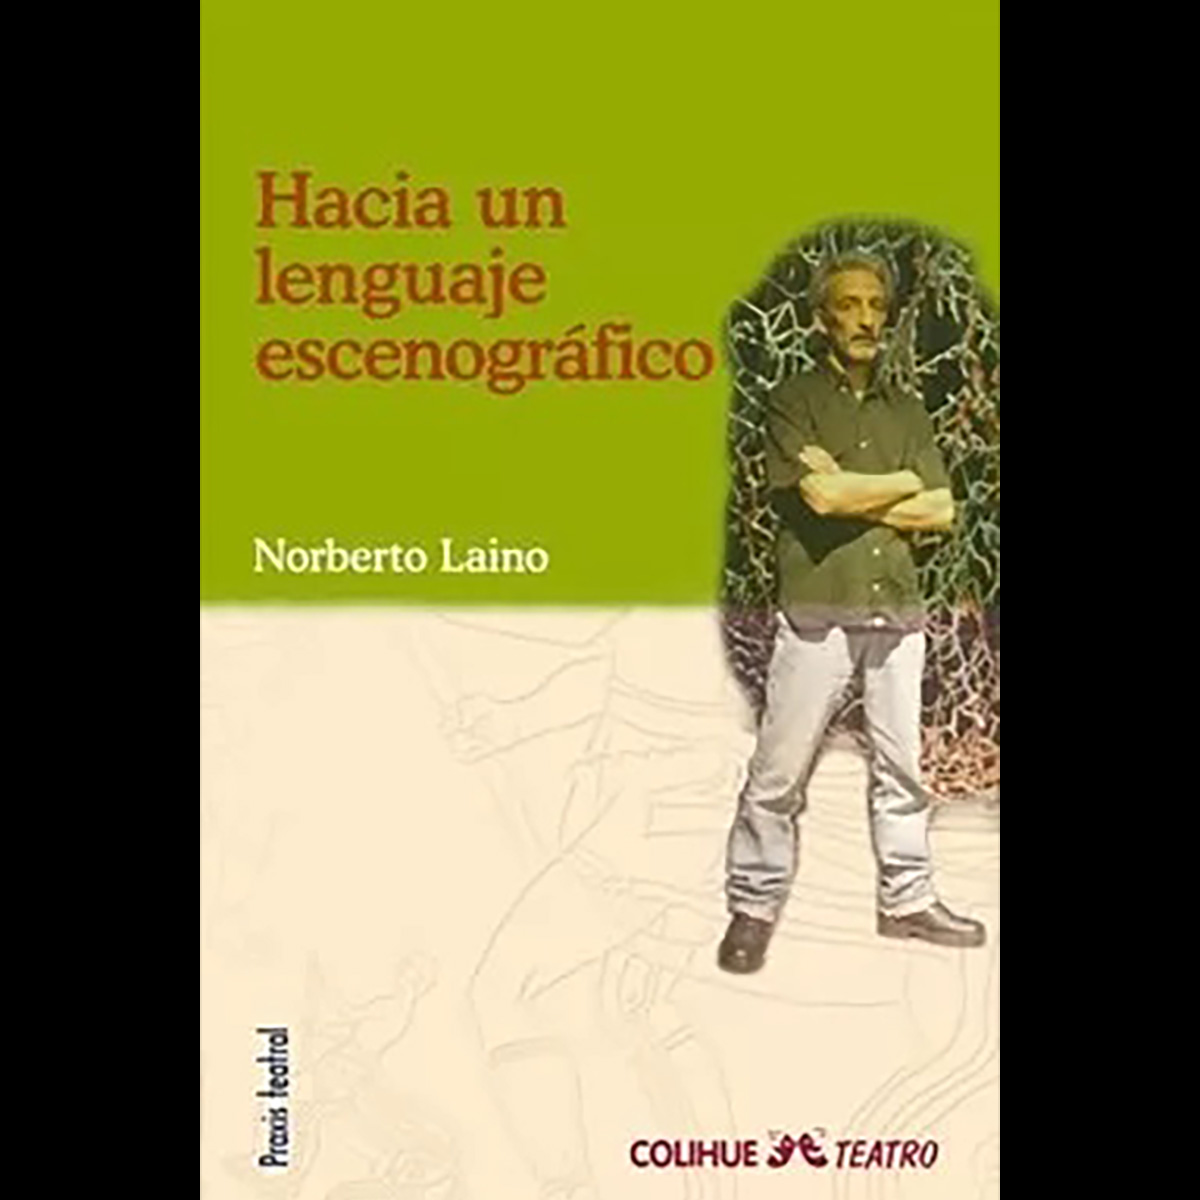 Hacia un
lenguaje
escenográfico
Norberto Laino
Praxis teatral
COLIHUE TEATRO